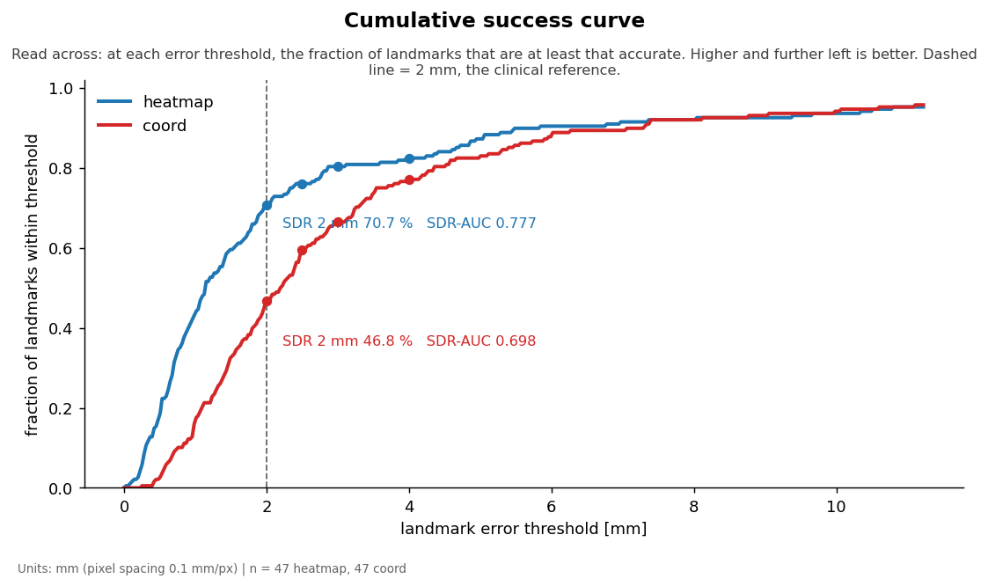 Cumulative success curve
Read across: at each error threshold, the fraction of landmarks that are at least that accurate. Higher and further left is better. Dashed
line = 2 mm, the clinical reference.
1.0
heatmap
coord
0.8
SDR 2 mm 70.7 %   SDR-AUC 0.777
0.6
0.4
SDR 2 mm 46.8 %   SDR-AUC 0.698
0.2
0.0
fraction of landmarks within threshold
0 2 4 6 8 10
landmark error threshold [mm]
Units: mm (pixel spacing 0.1 mm/px) | n = 47 heatmap, 47 coord